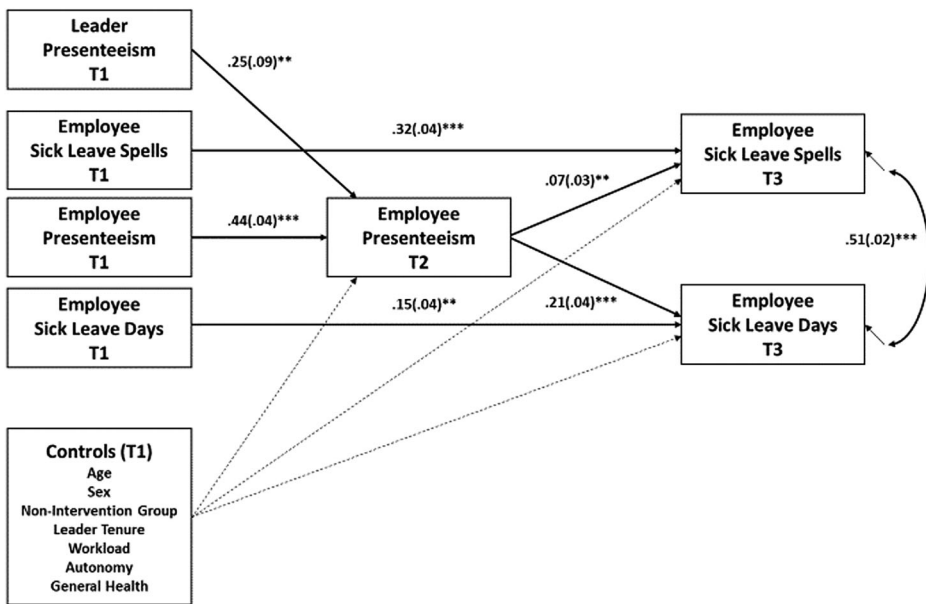 Leader
Presenteeism
T1
.25(.09)**
Employee
Sick Leave Spells
T1
.32(.04)***
Employee
Sick Leave Spells
T3
.07(.03)**
Employee
Presenteeism
T1
.44(.04)***
Employee
Presenteeism
T2
.51(.02)***
Employee
Sick Leave Days
T1
.15(.04)**
.21(.04)***
Employee
Sick Leave Days
T3
Controls (T1)
Age
Sex
Non-Intervention Group
Leader Tenure
Workload
Autonomy
General Health